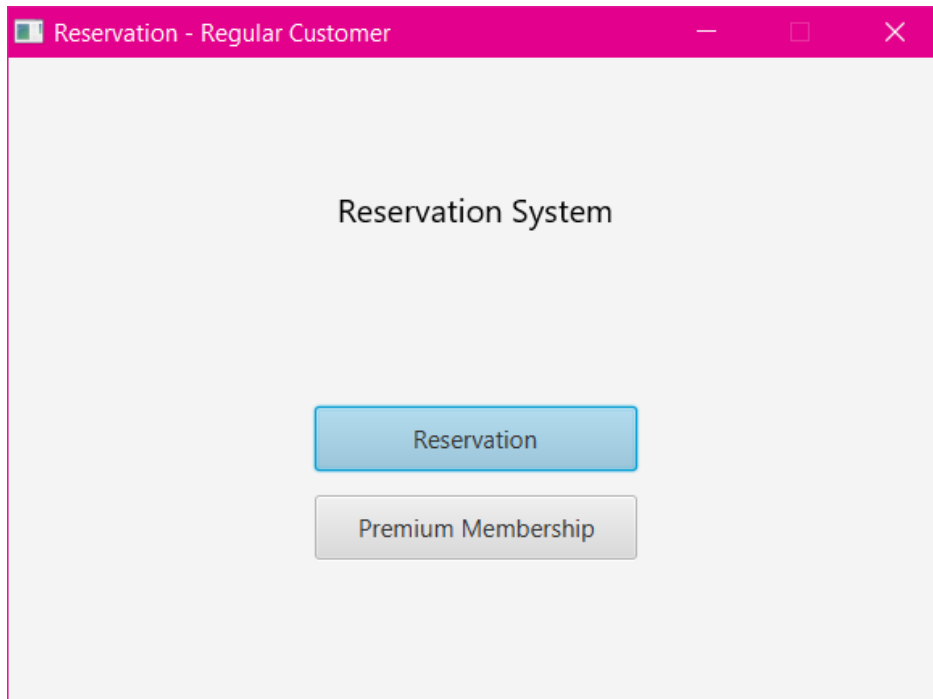 Reservation - Regular Customer
Reservation System
Reservation
Premium Membership